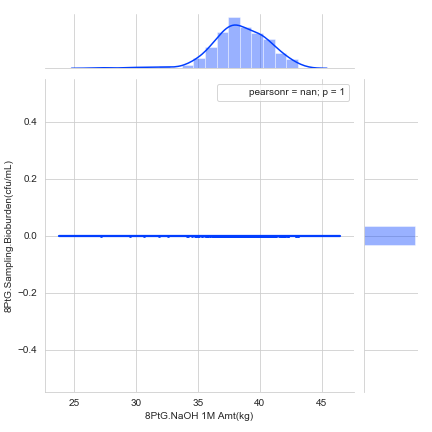 pearsonr = nan; p = 1
0.4
0.2
0.0
−0.2
−0.4
8PtG.Sampling.Bioburden(cfu/mL)
25 30 35 40 45
8PtG.NaOH 1M Amt(kg)